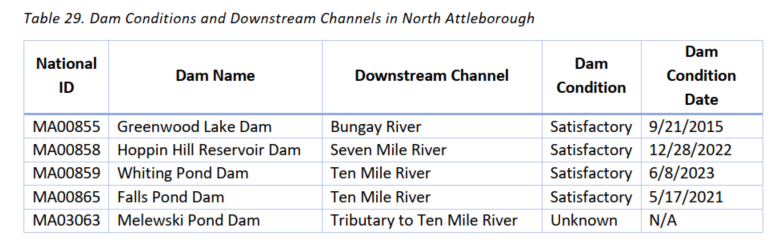 Table 29. Dam Conditions and Downstream Channels in North Attleborough
National ID Dam Name Downstream Channel Dam Condition Dam Condition Date
MA00855 Greenwood Lake Dam Bungay River Satisfactory 9/21/2015
MA00858 Hoppin Hill Reservoir Dam Seven Mile River Satisfactory 12/28/2022
MA00859 Whiting Pond Dam Ten Mile River Satisfactory 6/8/2023
MA00865 Falls Pond Dam Ten Mile River Satisfactory 5/17/2021
MA03063 Melewski Pond Dam Tributary to Ten Mile River Unknown N/A